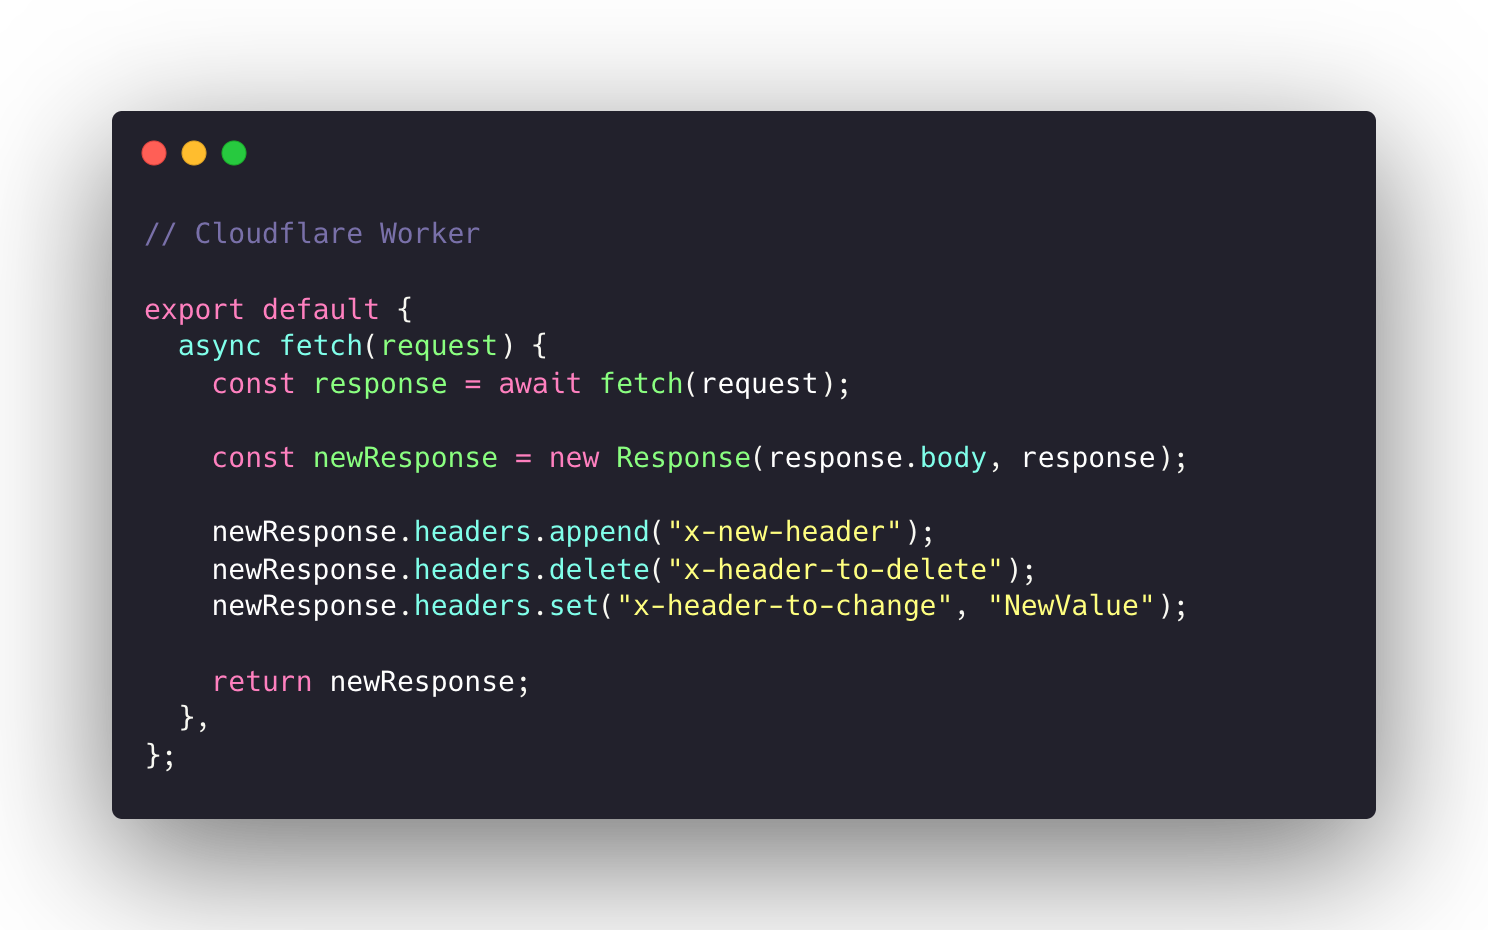 // Cloudflare Worker
export default {
async fetch(request) {
const response = await fetch(request);
const newResponse = new Response(response.body, response);
newResponse.headers.append("x-new-header");
newResponse.headers.delete("x-header-to-delete");
newResponse.headers.set("x-header-to-change", "NewValue");
return newResponse;
},
};